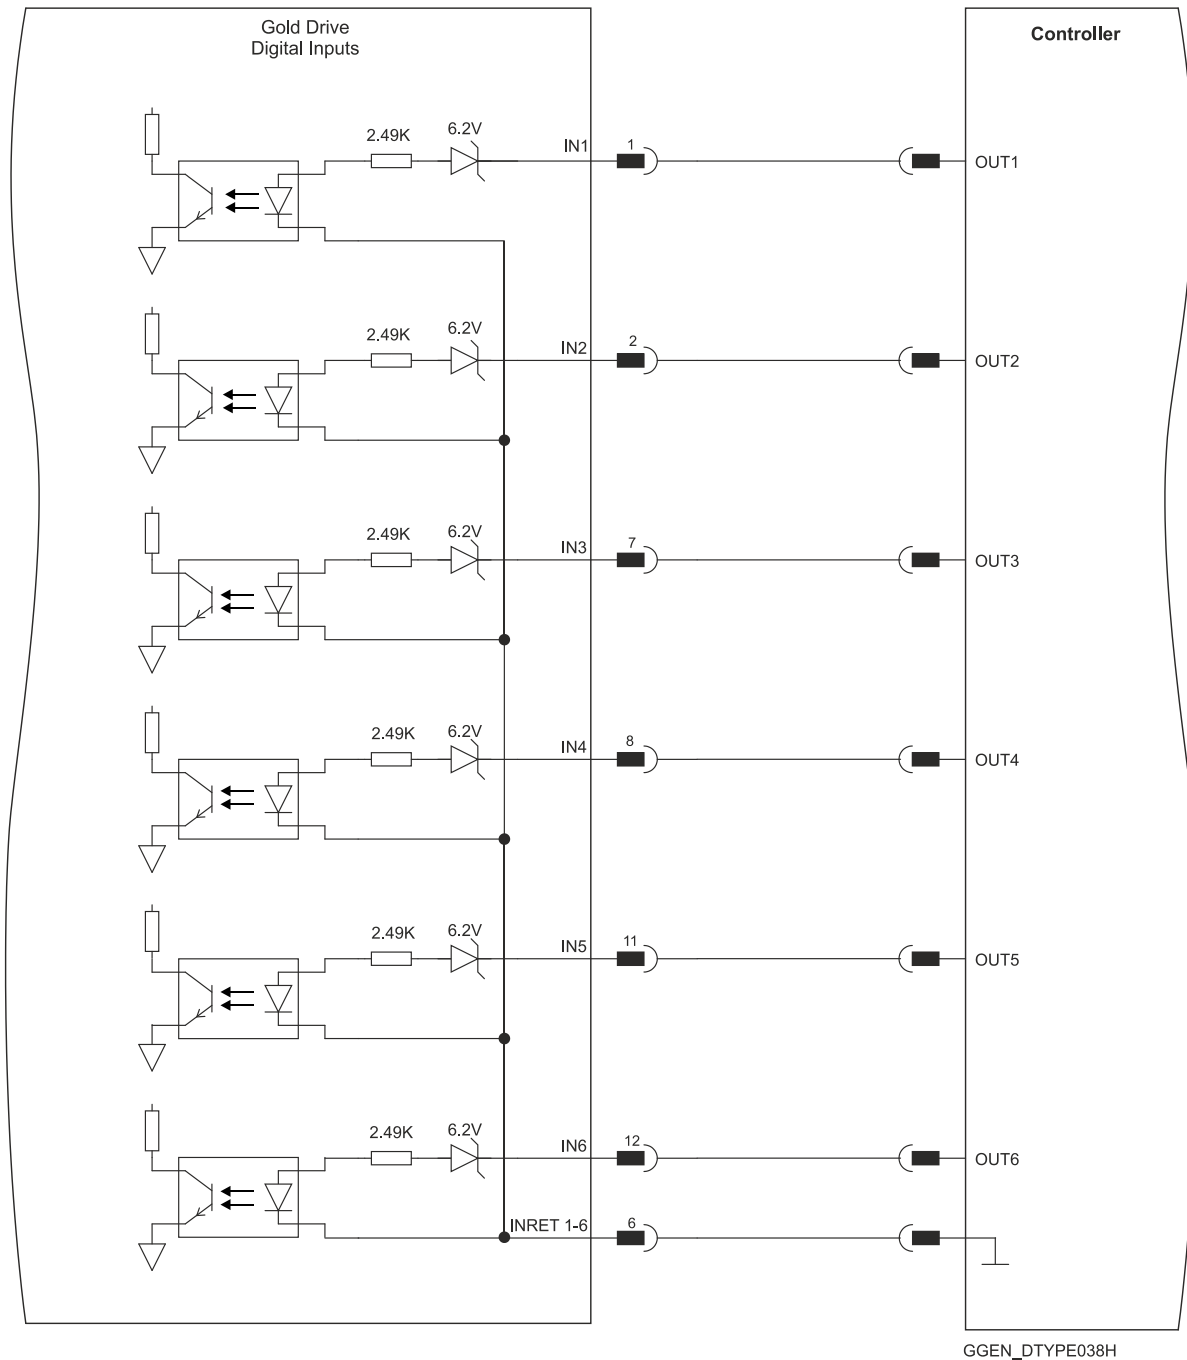 Gold Drive
Digital Inputs
Controller
2.49K
6.2V
IN1
1
OUT1
2.49K
6.2V
IN2
2
OUT2
2.49K
6.2V
IN3
7
OUT3
2.49K
6.2V
IN4
8
OUT4
2.49K
6.2V
IN5
11
OUT5
2.49K
6.2V
IN6
12
OUT6
INRET 1-6
6
GGEN_DTYPE038H